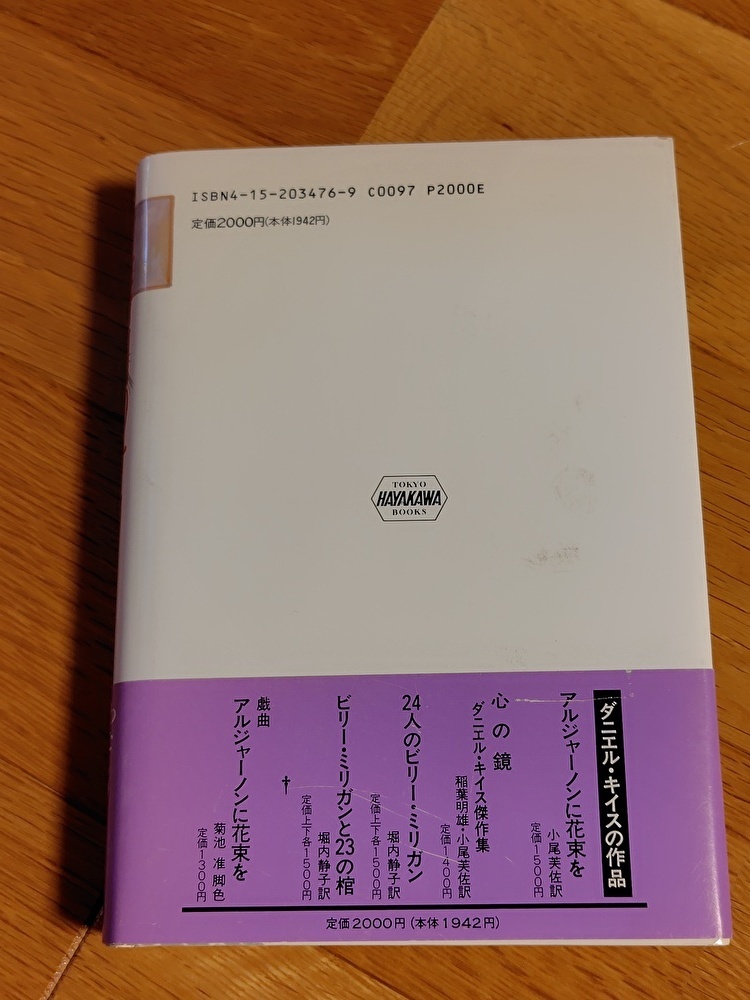 ISBN4-15-203476-9 C0097 P2000E
定価2000円(本体1942円)
TOKYO
HAYAKAWA
BOOKS
ダニエル・キイスの作品
アルジャーノンに花束を
小尾芙佐訳
定価1500円
心の鏡
ダニエル・キイス傑作集
稲葉明雄・小尾芙佐訳
定価1400円
24人のビリー・ミリガン
堀内静子訳
定価上下各1500円
ビリー・ミリガンと23の棺
堀内静子訳
定価上下各1500円
†
戯曲
アルジャーノンに花束を
菊池 准 脚色
定価1300円
定価2000円(本体1942円)